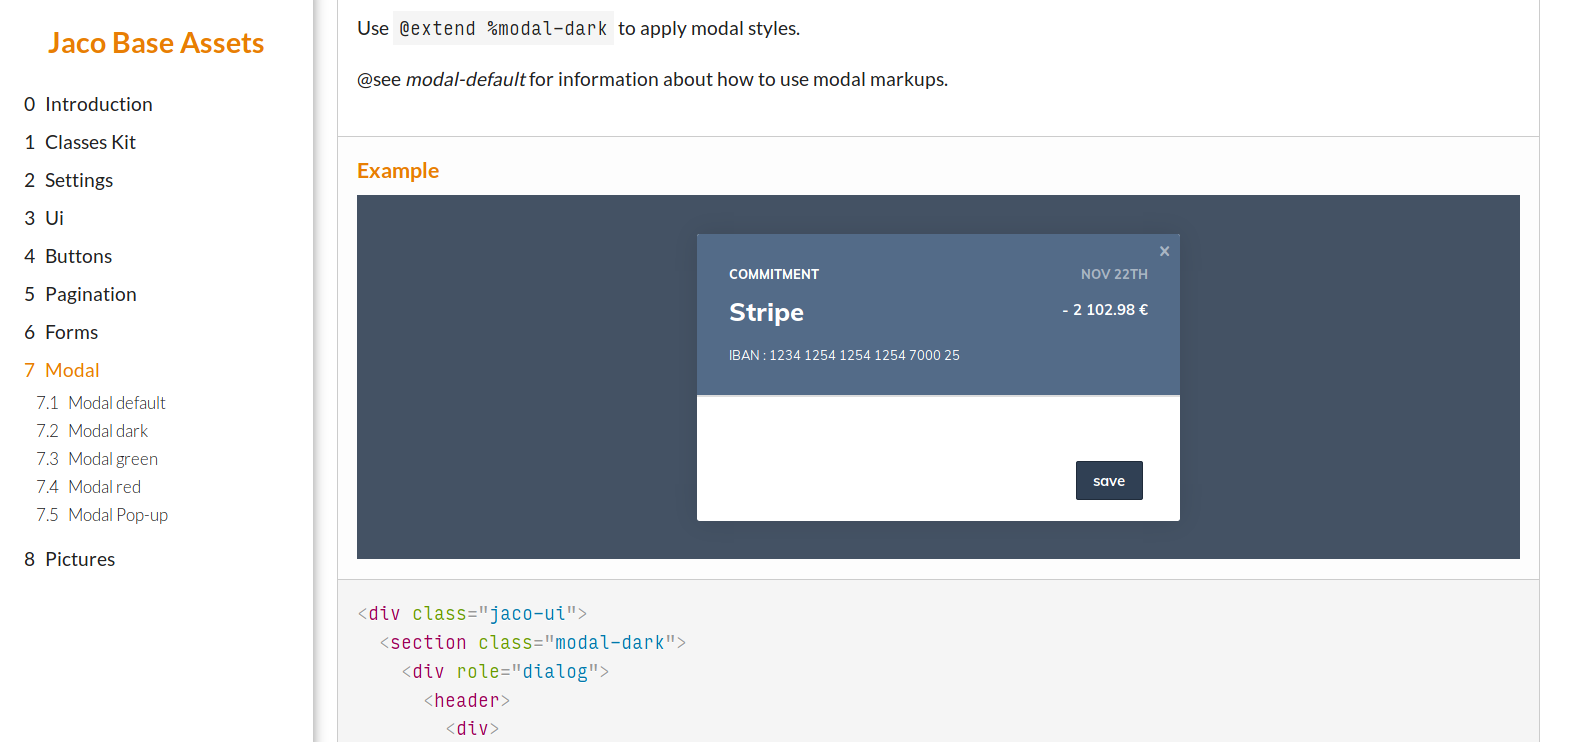 Jaco Base Assets
0 Introduction
1 Classes Kit
2 Settings
3 Ui
4 Buttons
5 Pagination
6 Forms
7 Modal
7.1 Modal default
7.2 Modal dark
7.3 Modal green
7.4 Modal red
7.5 Modal Pop-up
8 Pictures
Use @extend %modal-dark to apply modal styles.
@see modal-default for information about how to use modal markups.
Example
×
COMMITMENT NOV 22TH
Stripe - 2 102.98 €
IBAN : 1234 1254 1254 1254 7000 25
save
<div class="jaco-ui">
<section class="modal-dark">
<div role="dialog">
<header>
<div>